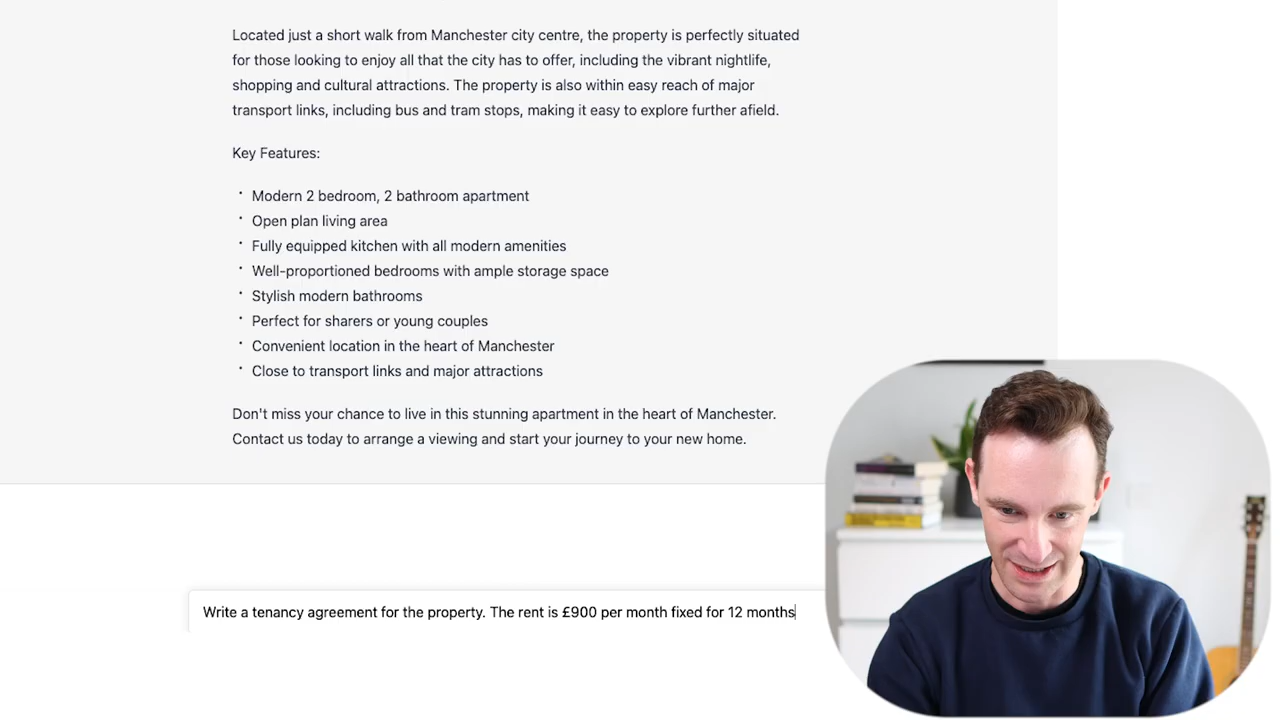 Located just a short walk from Manchester city centre, the property is perfectly situated
for those looking to enjoy all that the city has to offer, including the vibrant nightlife,
shopping and cultural attractions. The property is also within easy reach of major
transport links, including bus and tram stops, making it easy to explore further afield.
Key Features:
• Modern 2 bedroom, 2 bathroom apartment
• Open plan living area
• Fully equipped kitchen with all modern amenities
• Well-proportioned bedrooms with ample storage space
• Stylish modern bathrooms
• Perfect for sharers or young couples
• Convenient location in the heart of Manchester
• Close to transport links and major attractions
Don't miss your chance to live in this stunning apartment in the heart of Manchester.
Contact us today to arrange a viewing and start your journey to your new home.
Write a tenancy agreement for the property. The rent is £900 per month fixed for 12 months